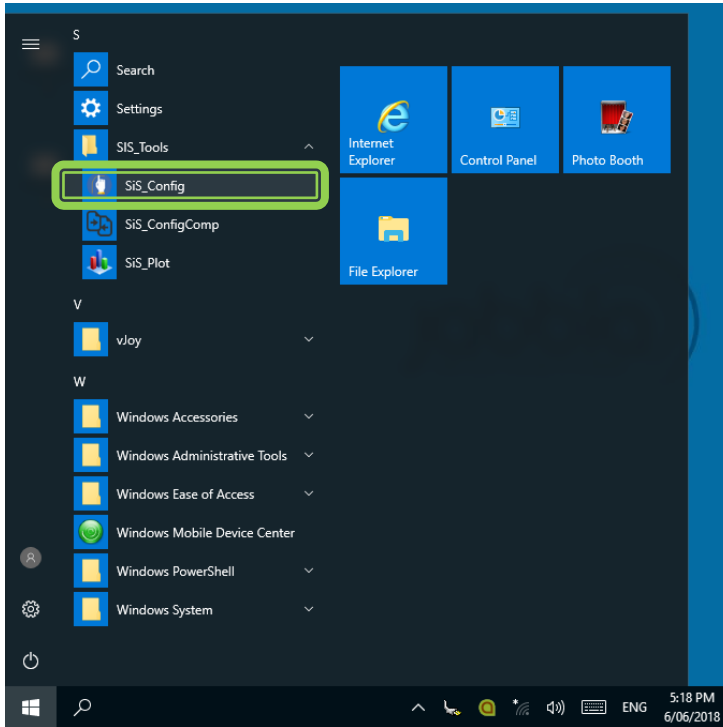 S
Search
Settings
SIS_Tools
SiS_Config
SiS_ConfigComp
SiS_Plot
V
vJoy
W
Windows Accessories
Windows Administrative Tools
Windows Ease of Access
Windows Mobile Device Center
Windows PowerShell
Windows System
Internet
Explorer
Control Panel
Photo Booth
File Explorer
ENG
5:18 PM
6/06/2018